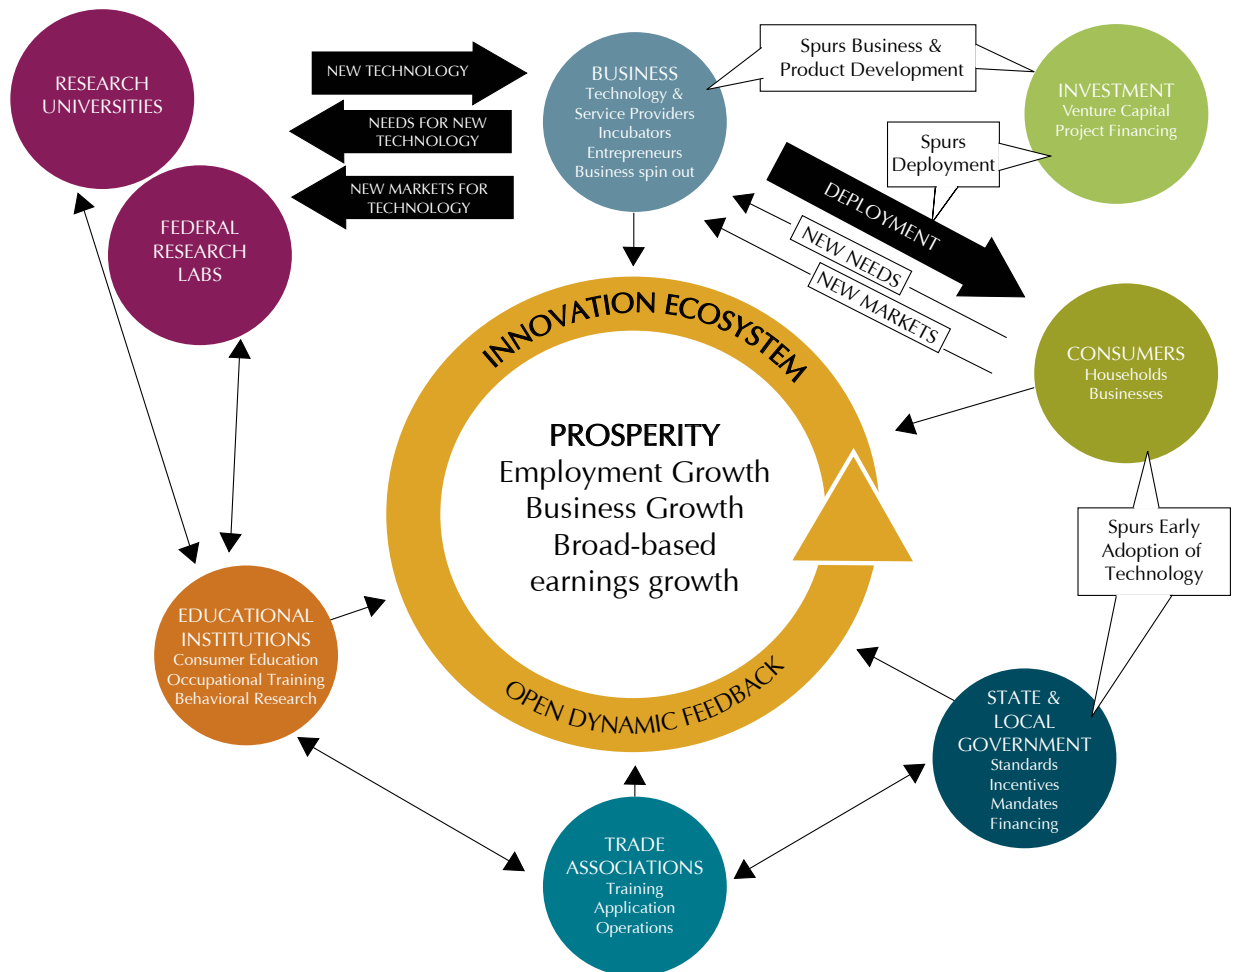 RESEARCH
UNIVERSITIES
FEDERAL
RESEARCH
LABS
NEW TECHNOLOGY
NEEDS FOR NEW
TECHNOLOGY
NEW MARKETS FOR
TECHNOLOGY
BUSINESS
Technology &
Service Providers
Incubators
Entrepreneurs
Business spin out
Spurs Business &
Product Development
INVESTMENT
Venture Capital
Project Financing
Spurs
Deployment
DEPLOYMENT
NEW NEEDS
NEW MARKETS
CONSUMERS
Households
Businesses
INNOVATION ECOSYSTEM
PROSPERITY
Employment Growth
Business Growth
Broad-based
earnings growth
OPEN DYNAMIC FEEDBACK
Spurs Early
Adoption of
Technology
EDUCATIONAL
INSTITUTIONS
Consumer Education
Occupational Training
Behavioral Research
STATE &
LOCAL
GOVERNMENT
Standards
Incentives
Mandates
Financing
TRADE
ASSOCIATIONS
Training
Application
Operations